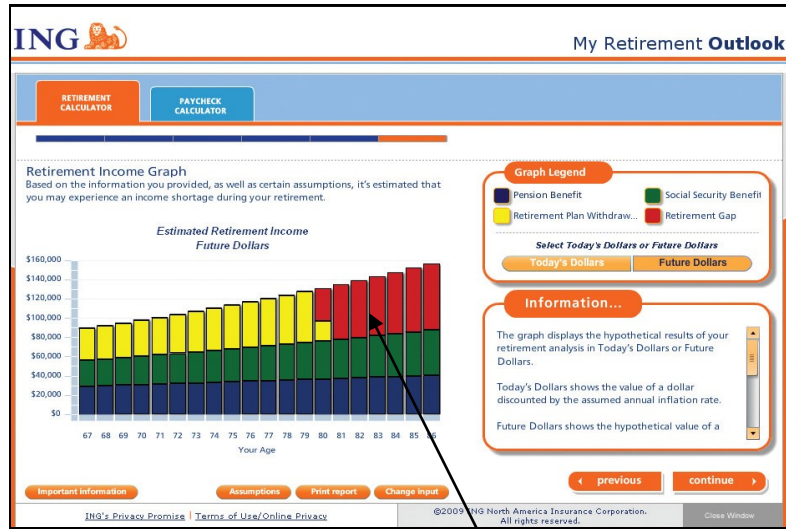 ING
My Retirement Outlook
RETIREMENT
CALCULATOR
PAYCHECK
CALCULATOR
Retirement Income Graph
Based on the information you provided, as well as certain assumptions, it's estimated that
you may experience an income shortage during your retirement.
Estimated Retirement Income
Future Dollars
$160,000
$140,000
$120,000
$100,000
$80,000
$60,000
$40,000
$20,000
$0
67 68 69 70 71 72 73 74 75 76 77 78 79 80 81 82 83 84 85 86
Your Age
Graph Legend
Pension Benefit
Social Security Benefit
Retirement Plan Withdraw...
Retirement Gap
Select Today's Dollars or Future Dollars
Today's Dollars
Future Dollars
Information...
The graph displays the hypothetical results of your
retirement analysis in Today's Dollars or Future
Dollars.
Today's Dollars shows the value of a dollar
discounted by the assumed annual inflation rate.
Future Dollars shows the hypothetical value of a
previous
continue
Important information
Assumptions
Print report
Change input
ING's Privacy Promise | Terms of Use/Online Privacy
©2009 ING North America Insurance Corporation.
All rights reserved.
Close Window